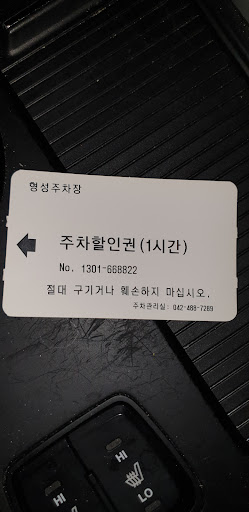 형성주차장
주차할인권(1시간)
No. 1301-668822
절대 구기거나 훼손하지 마십시오.
주차관리실: 042-488-7289
HI
HI
LO